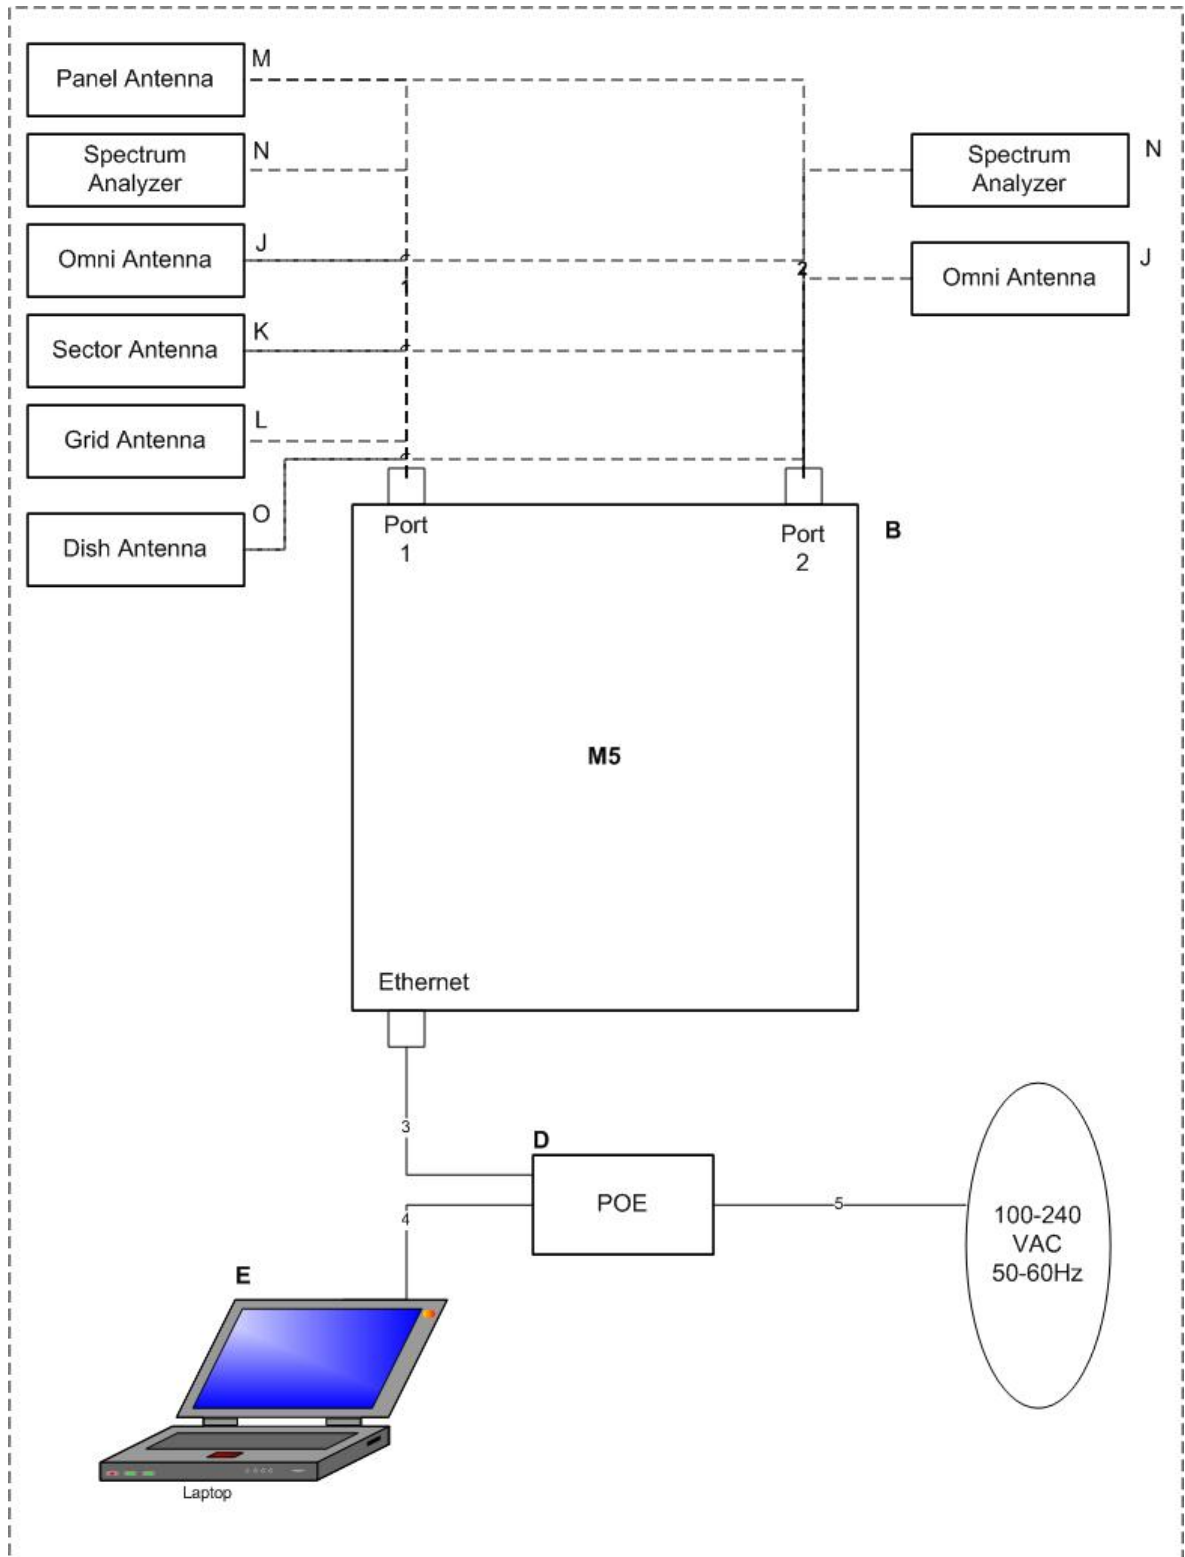 M
Panel Antenna
N
Spectrum
Analyzer
Spectrum
Analyzer
N
J
Omni Antenna
1
2
Omni Antenna
J
K
Sector Antenna
L
Grid Antenna
O
Dish Antenna
Port
1
Port
2
B
M5
Ethernet
3
D
POE
4
5
100-240
VAC
50-60Hz
E
Laptop